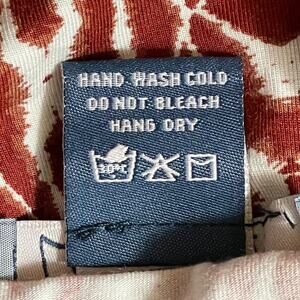 HAND WASH COLD
DO NOT BLEACH
HANG DRY
30°C